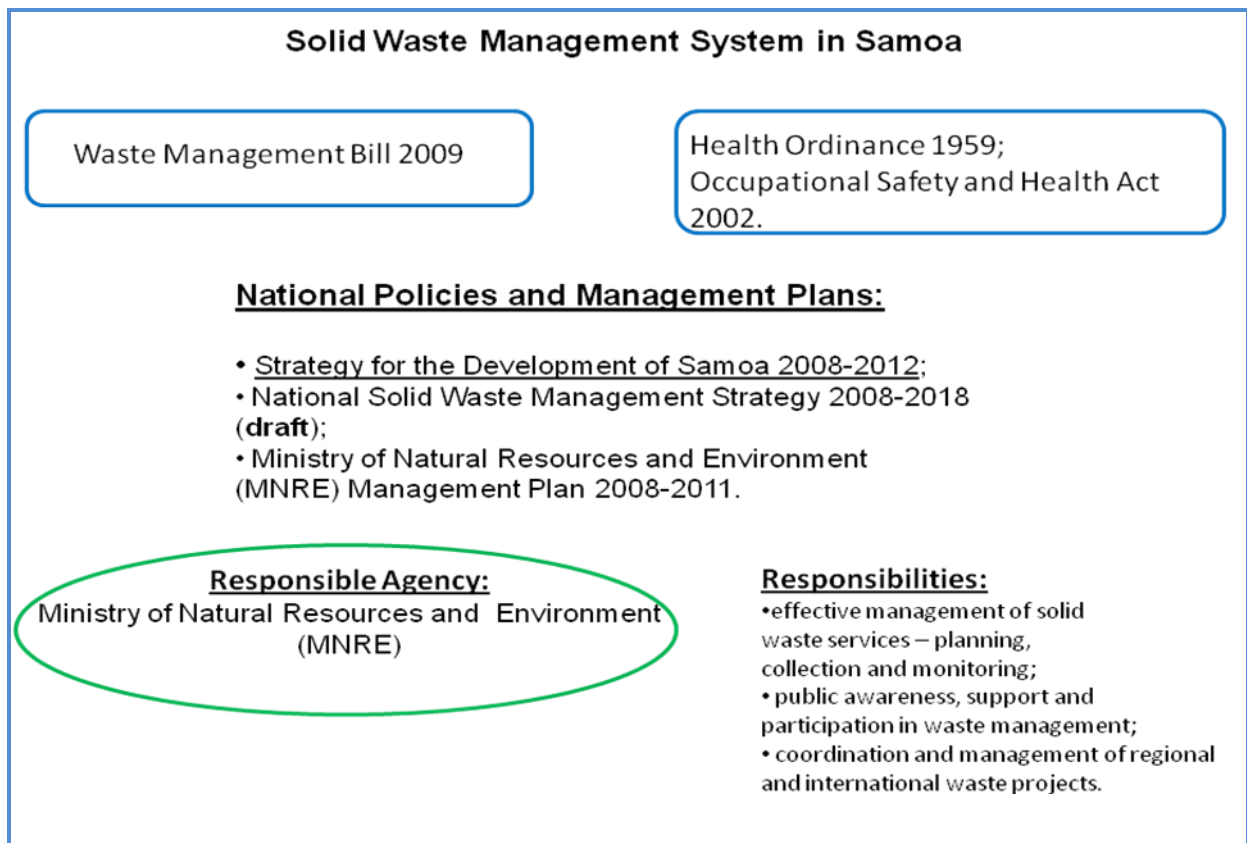 Solid Waste Management System in Samoa
Waste Management Bill 2009
Health Ordinance 1959;
Occupational Safety and Health Act
2002.
National Policies and Management Plans:
• Strategy for the Development of Samoa 2008-2012;
• National Solid Waste Management Strategy 2008-2018
(draft);
• Ministry of Natural Resources and Environment
(MNRE) Management Plan 2008-2011.
Responsible Agency:
Ministry of Natural Resources and Environment
(MNRE)
Responsibilities:
•effective management of solid
waste services – planning,
collection and monitoring;
• public awareness, support and
participation in waste management;
• coordination and management of regional
and international waste projects.